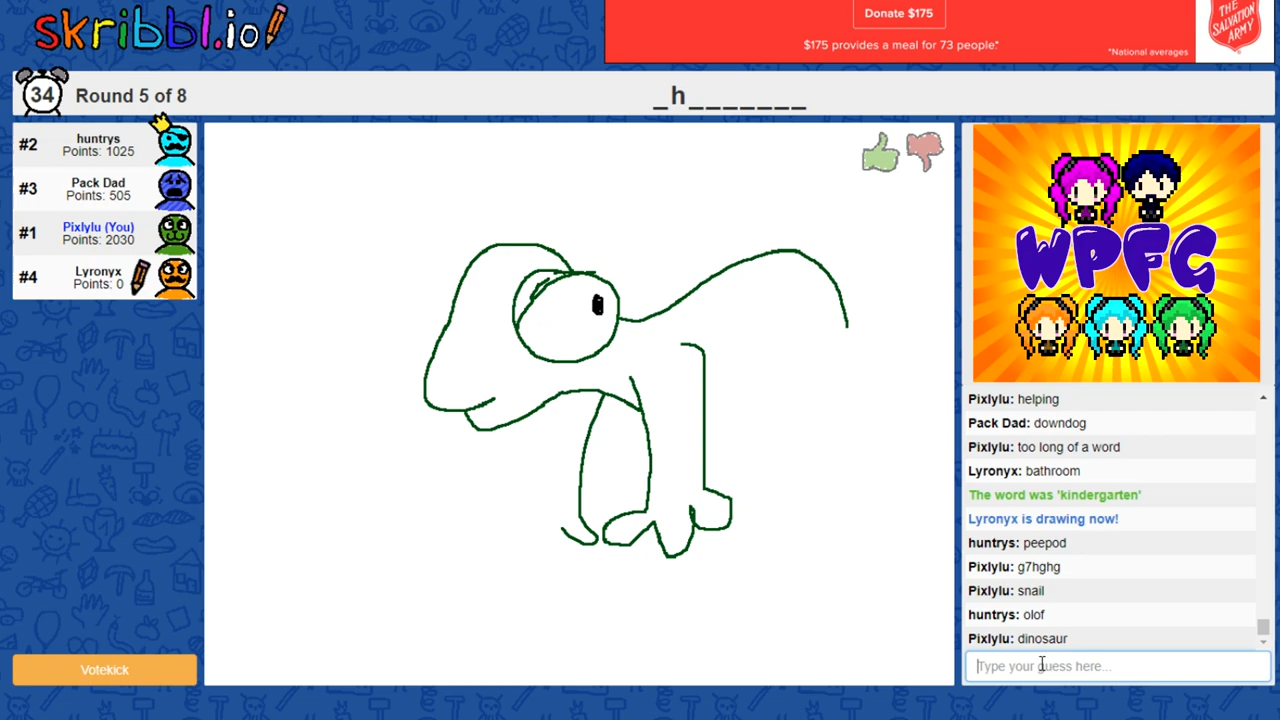 skribbl.io
Donate $175
$175 provides a meal for 73 people.*
*National averages
THE SALVATION ARMY
34
Round 5 of 8
_h_______
#2
huntrys
Points: 1025
#3
Pack Dad
Points: 505
#1
Pixlylu (You)
Points: 2030
#4
Lyronyx
Points: 0
WPFG
Pixlylu: helping
Pack Dad: downdog
Pixlylu: too long of a word
Lyronyx: bathroom
The word was 'kindergarten'
Lyronyx is drawing now!
huntrys: peepod
Pixlylu: g7hghg
Pixlylu: snail
huntrys: olof
Pixlylu: dinosaur
Type your guess here...
Votekick